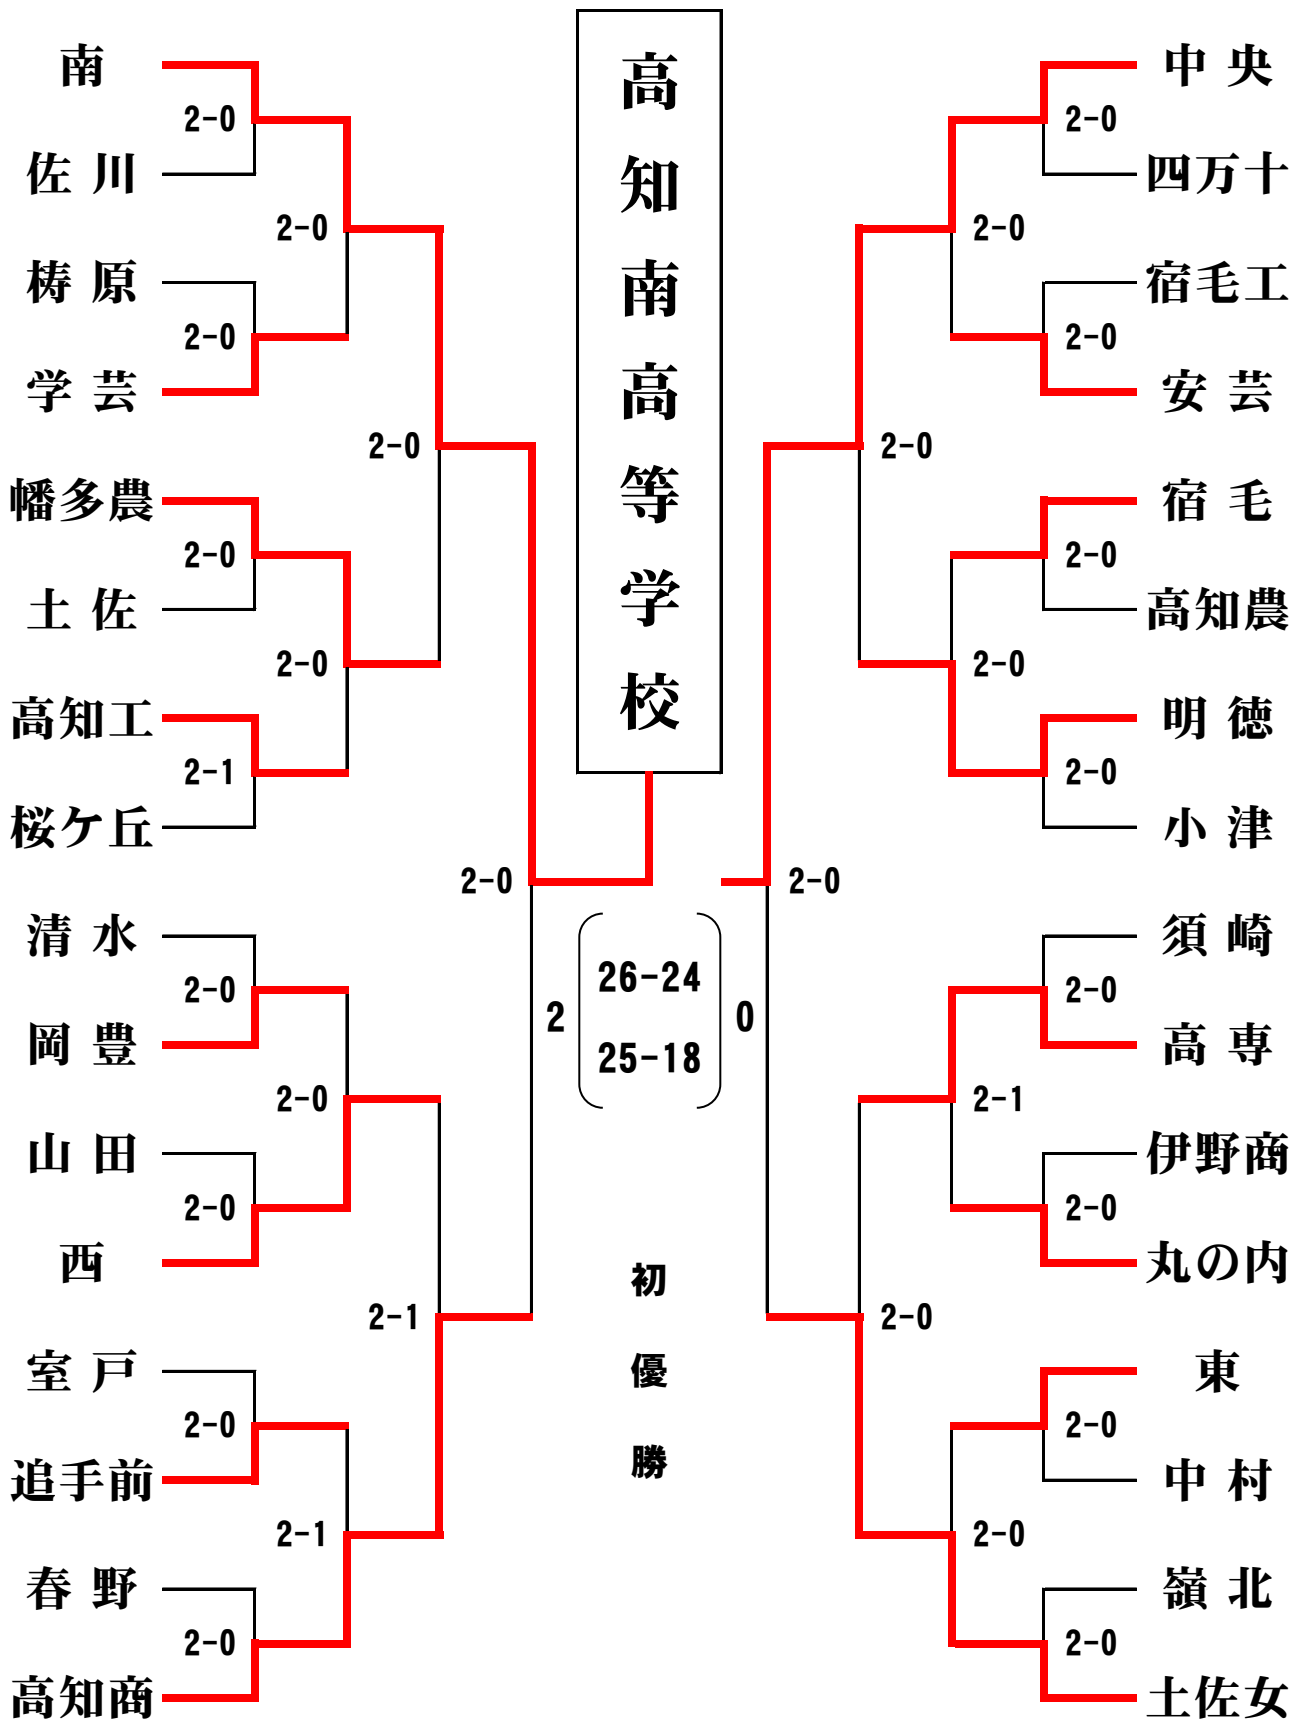 高知南高等学校
南
2-0
佐川
2-0
梼原
2-0
学芸
2-0
幡多農
2-0
土佐
2-0
高知工
2-1
桜ケ丘
2-0
清水
2-0
岡豊
2-0
山田
2-0
西
2-1
室戸
2-0
追手前
2-1
春野
2-0
高知商
2
26-24
25-18
0
初優勝
中央
2-0
四万十
2-0
宿毛工
2-0
安芸
2-0
宿毛
2-0
高知農
2-0
明徳
2-0
小津
2-0
須崎
2-0
高専
2-1
伊野商
2-0
丸の内
2-0
東
2-0
中村
2-0
嶺北
2-0
土佐女